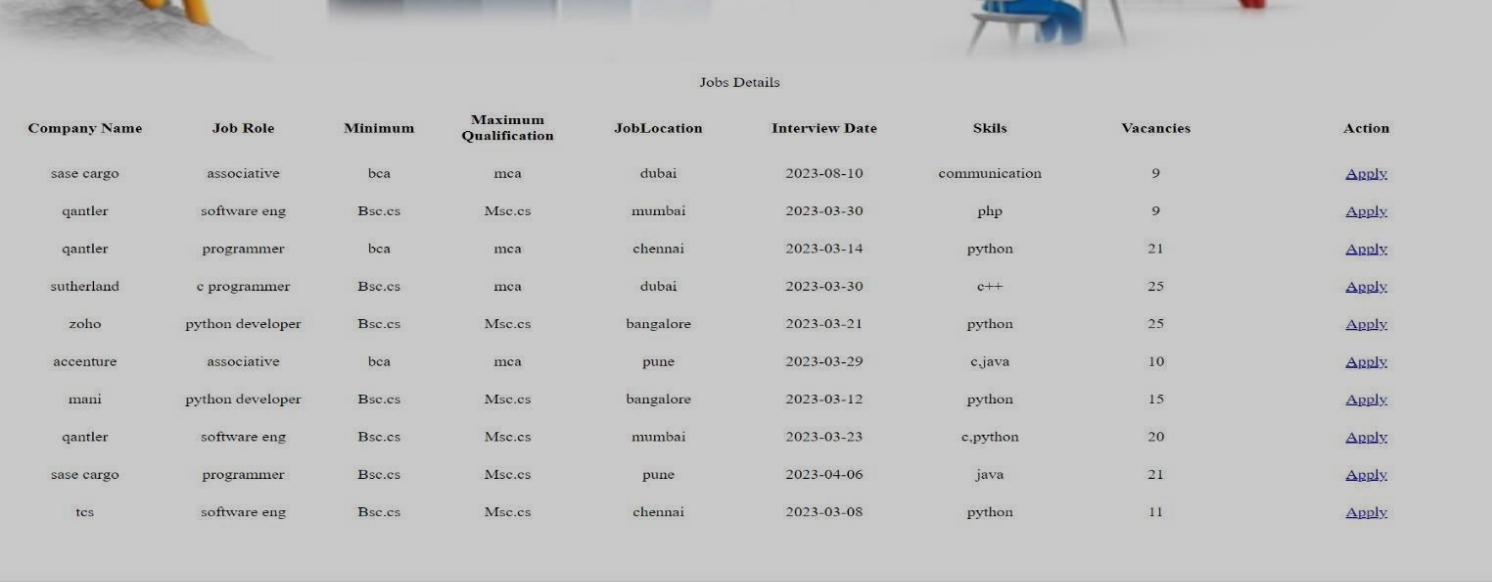 Jobs Details
Company Name Job Role Minimum Maximum Qualification JobLocation Interview Date Skils Vacancies Action
sase cargo associative bca mca dubai 2023-08-10 communication 9 Apply
qantler software eng Bsc.cs Msc.cs mumbai 2023-03-30 php 9 Apply
qantler programmer bca mca chennai 2023-03-14 python 21 Apply
sutherland c programmer Bsc.cs mca dubai 2023-03-30 c++ 25 Apply
zoho python developer Bsc.cs Msc.cs bangalore 2023-03-21 python 25 Apply
accenture associative bca mca pune 2023-03-29 c,java 10 Apply
mani python developer Bsc.cs Msc.cs bangalore 2023-03-12 python 15 Apply
qantler software eng Bsc.cs Msc.cs mumbai 2023-03-23 c,python 20 Apply
sase cargo programmer Bsc.cs Msc.cs pune 2023-04-06 java 21 Apply
tcs software eng Bsc.cs Msc.cs chennai 2023-03-08 python 11 Apply